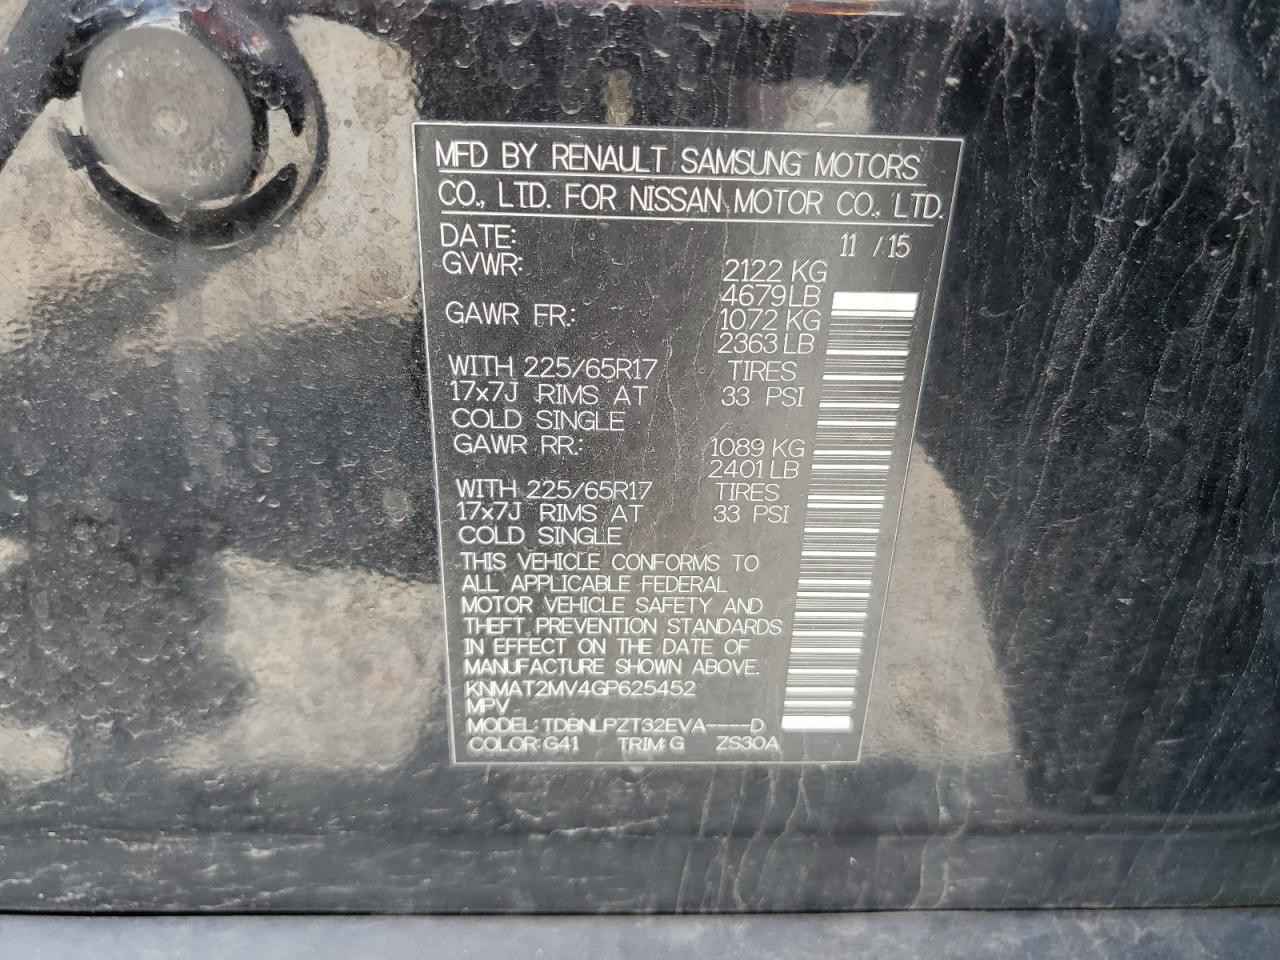 MFD BY RENAULT SAMSUNG MOTORS
CO., LTD. FOR NISSAN MOTOR CO., LTD.
DATE: 11 /15
GVWR: 2122 KG
4679 LB
GAWR FR.: 1072 KG
2363 LB
WITH 225/65R17 TIRES
17x7J RIMS AT 33 PSI
COLD SINGLE
GAWR RR.: 1089 KG
2401 LB
WITH 225/65R17 TIRES
17x7J RIMS AT 33 PSI
COLD SINGLE
THIS VEHICLE CONFORMS TO
ALL APPLICABLE FEDERAL
MOTOR VEHICLE SAFETY AND
THEFT PREVENTION STANDARDS
IN EFFECT ON THE DATE OF
MANUFACTURE SHOWN ABOVE.
KNMAT2MV4GP625452
MPV
MODEL: TDBNLPZT32EVA----D
COLOR: G41 TRIM: G ZS30A